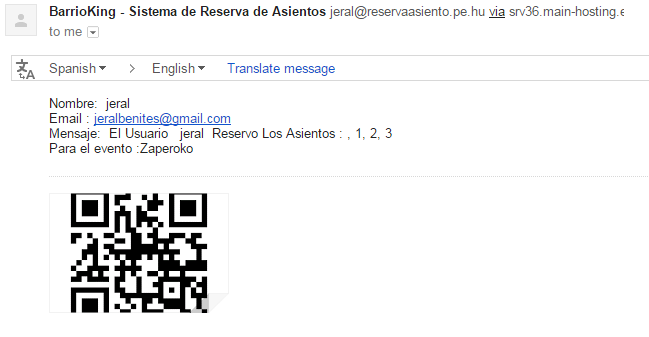 BarrioKing - Sistema de Reserva de Asientos jeral@reservaasiento.pe.hu via srv36.main-hosting.e
to me
Spanish English Translate message
Nombre: jeral
Email : jeralbenites@gmail.com
Mensaje: El Usuario jeral Reservo Los Asientos : , 1, 2, 3
Para el evento :Zaperoko